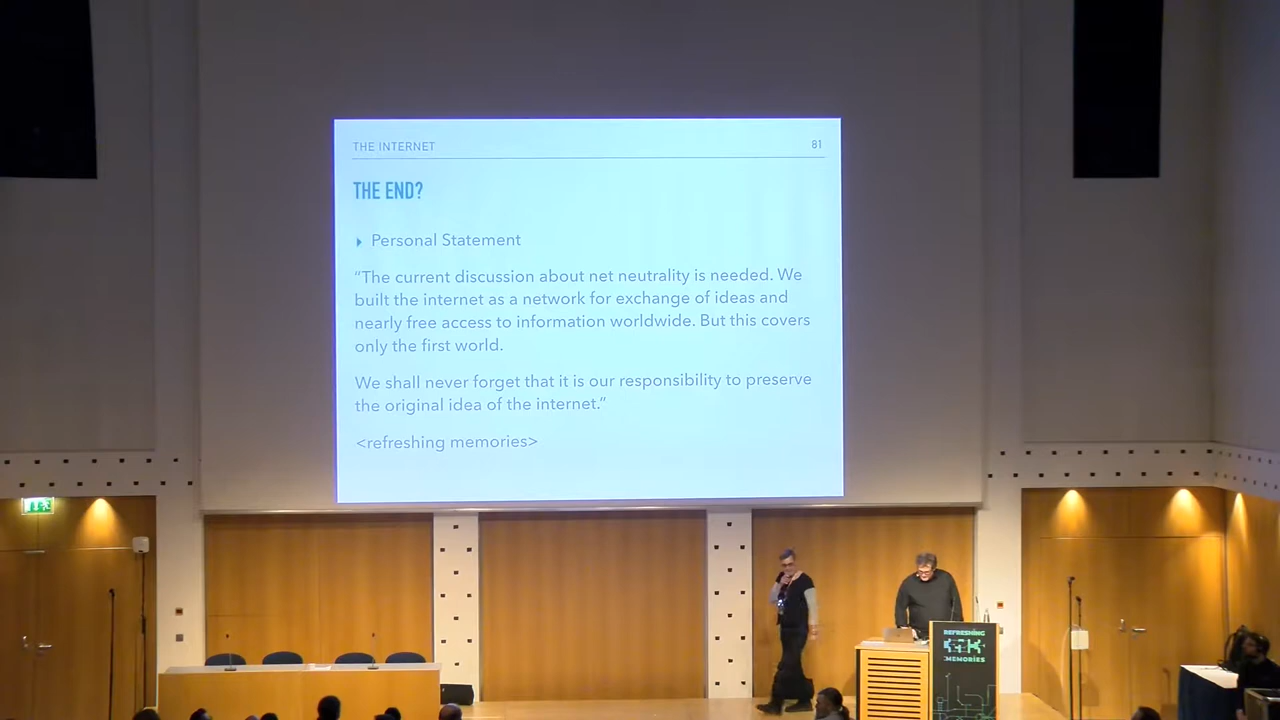 THE INTERNET
81
THE END?
Personal Statement
“The current discussion about net neutrality is needed. We
built the internet as a network for exchange of ideas and
nearly free access to information worldwide. But this covers
only the first world.
We shall never forget that it is our responsibility to preserve
the original idea of the internet.”
<refreshing memories>
REFRESHING
MEMORIES